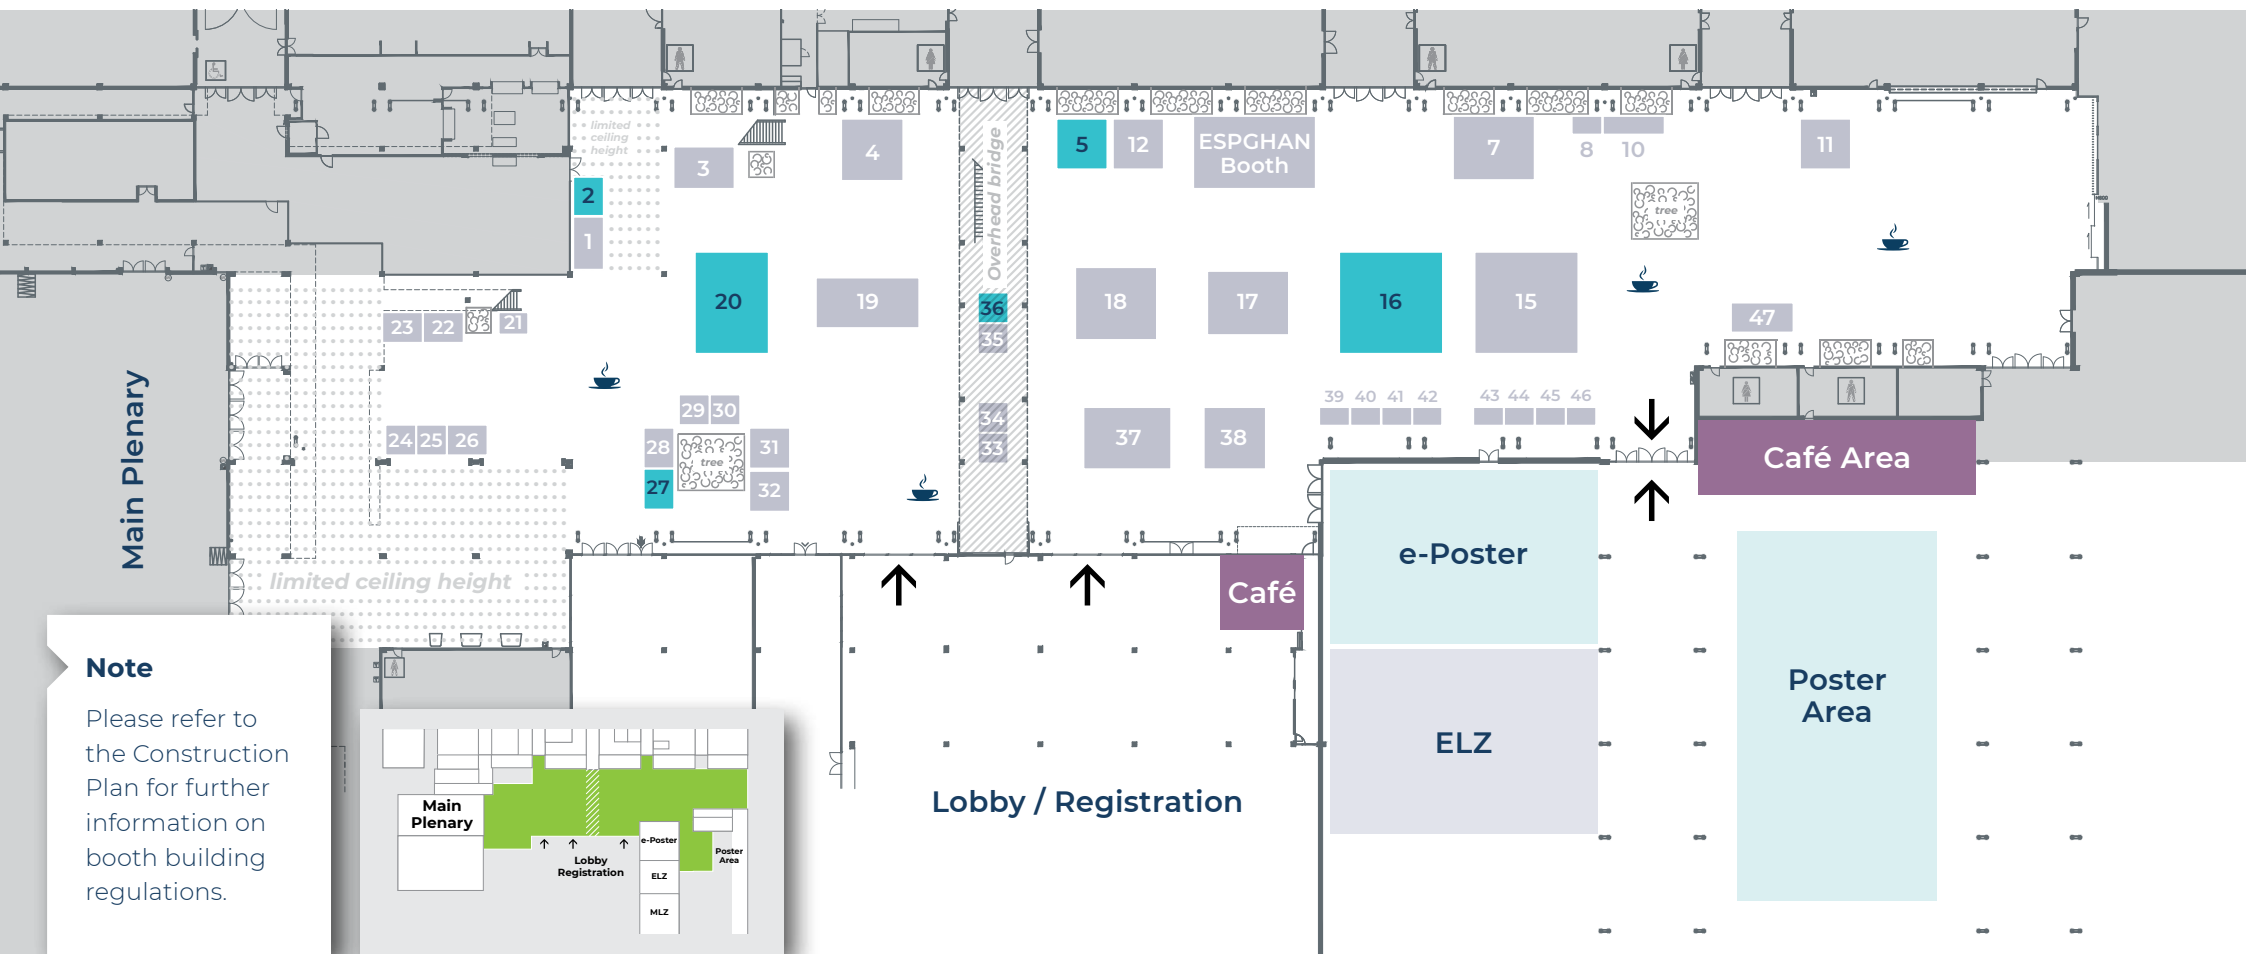 limited
ceiling
height
3
4
Overhead bridge
5
12
ESPGHAN
Booth
7
8
10
11
2
1
tree
20
19
36
35
18
17
16
15
47
23
22
21
Main Plenary
29
30
39
40
41
42
43
44
45
46
24
25
26
28
tree
31
27
32
34
33
37
38
Café Area
e-Poster
limited ceiling height
Café
Note
Please refer to
the Construction
Plan for further
information on
booth building
regulations.
Poster
Area
ELZ
Lobby / Registration
Main
Plenary
e-Poster
Lobby
Registration
Poster
Area
ELZ
MLZ